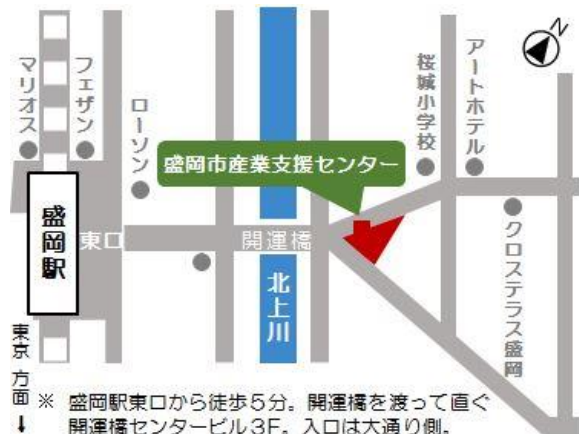 N
マリオス
フェザン
ローソン
桜城小学校
アートホテル
盛岡市産業支援センター
盛岡駅
東口
開運橋
北上川
クロステラス盛岡
東京方面↓
※ 盛岡駅東口から徒歩5分。開運橋を渡って直ぐ
開運橋センタービル3F。入口は大通り側。